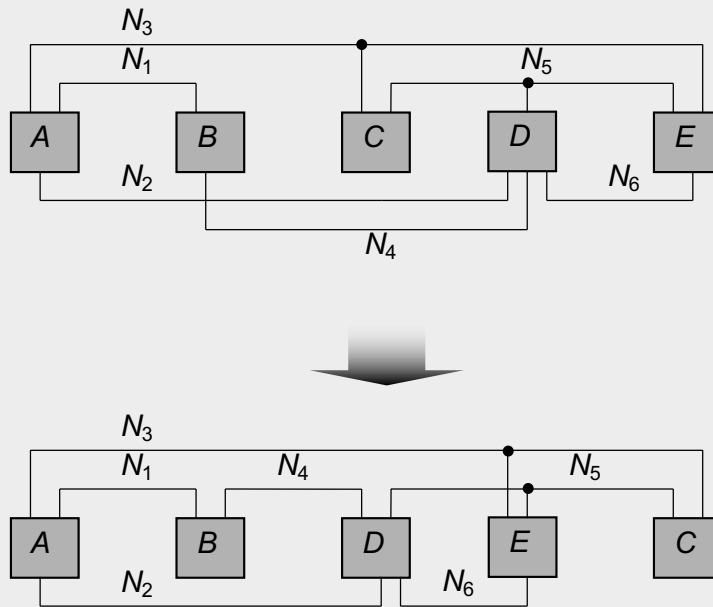 N₃
N₁ N₅
A B C D E
N₂ N₆
N₄
N₃
N₁ N₄ N₅
A B D E C
N₂ N₆